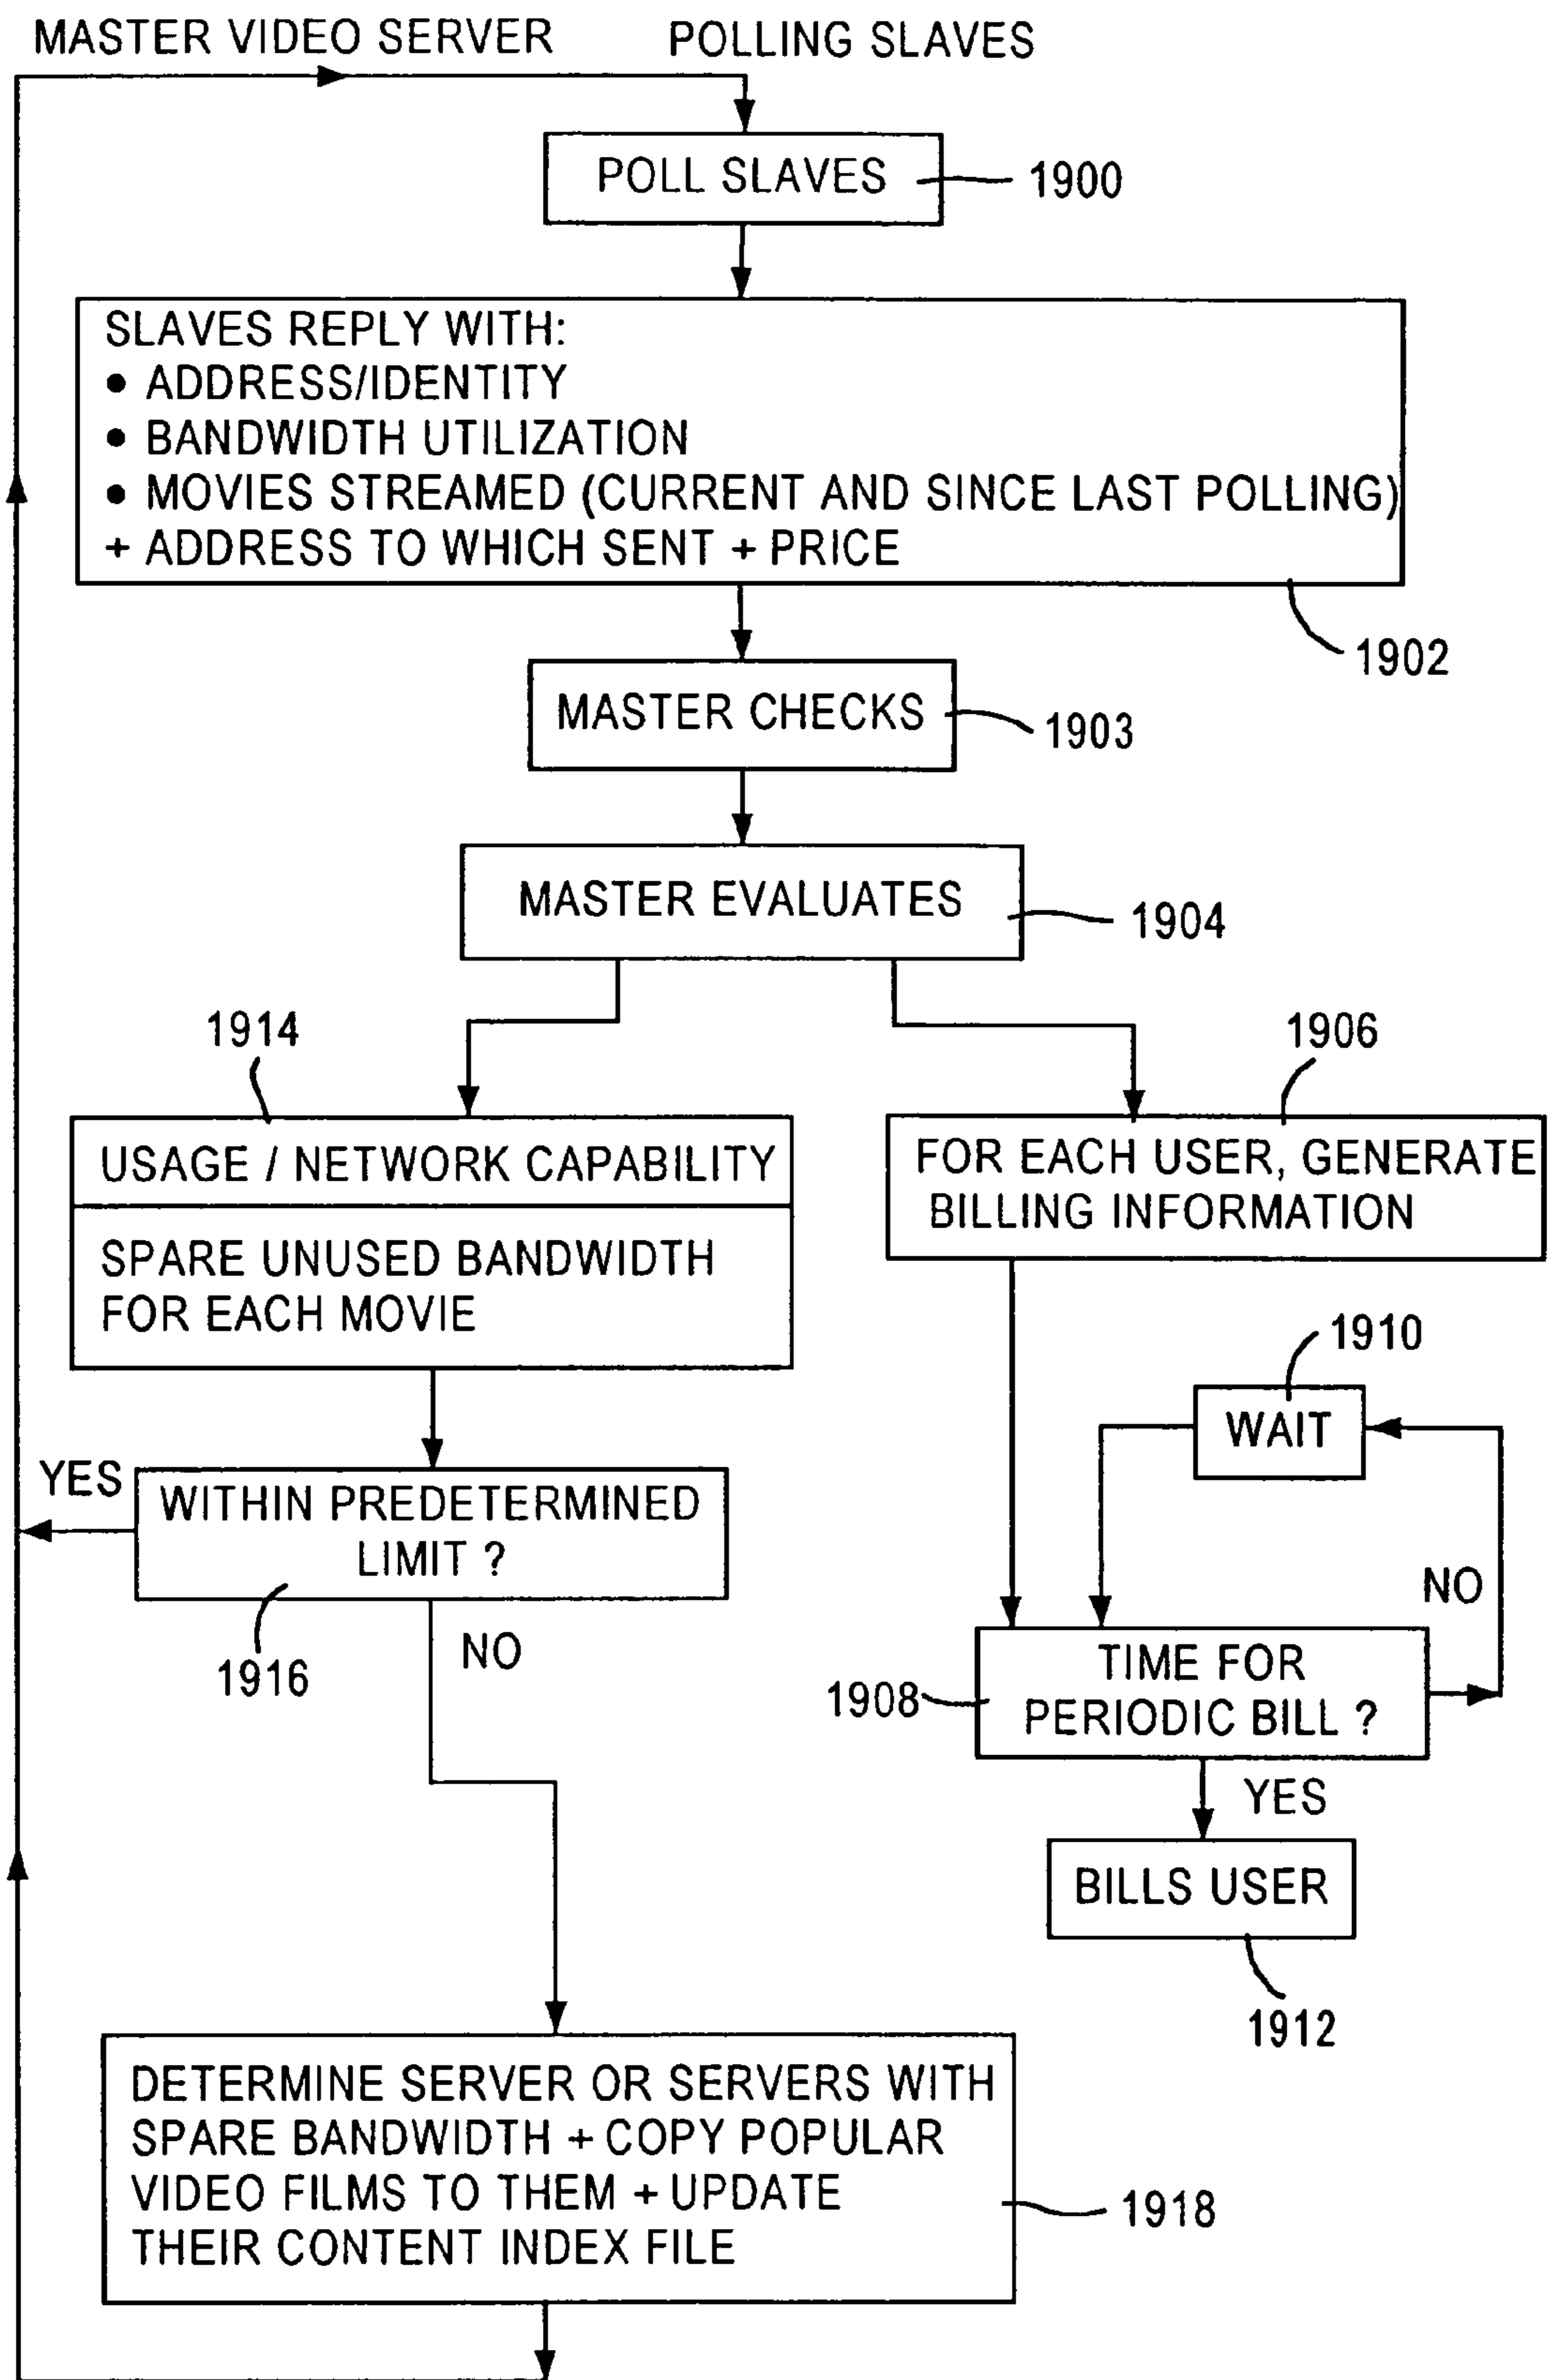 MASTER VIDEO SERVER POLLING SLAVES
POLL SLAVES
1900
SLAVES REPLY WITH:
● ADDRESS/IDENTITY
● BANDWIDTH UTILIZATION
● MOVIES STREAMED (CURRENT AND SINCE LAST POLLING)
+ ADDRESS TO WHICH SENT + PRICE
1902
MASTER CHECKS
1903
MASTER EVALUATES
1904
1914
USAGE / NETWORK CAPABILITY
SPARE UNUSED BANDWIDTH
FOR EACH MOVIE
1906
FOR EACH USER, GENERATE
BILLING INFORMATION
1910
WAIT
YES
WITHIN PREDETERMINED
LIMIT ?
1916
NO
NO
TIME FOR
PERIODIC BILL ?
1908
YES
BILLS USER
1912
DETERMINE SERVER OR SERVERS WITH
SPARE BANDWIDTH + COPY POPULAR
VIDEO FILMS TO THEM + UPDATE
THEIR CONTENT INDEX FILE
1918